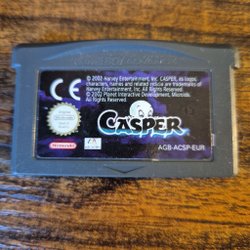 © 2002 Harvey Entertainment, Inc. CASPER, its logos,
characters, names and related indicia are trademarks of
Harvey Entertainment, Inc. All Rights Reserved.
© 2002 Planet Interactive Development, Microids.
All Rights Reserved.
CE
CASPER
Nintendo
AGB-ACSP-EUR